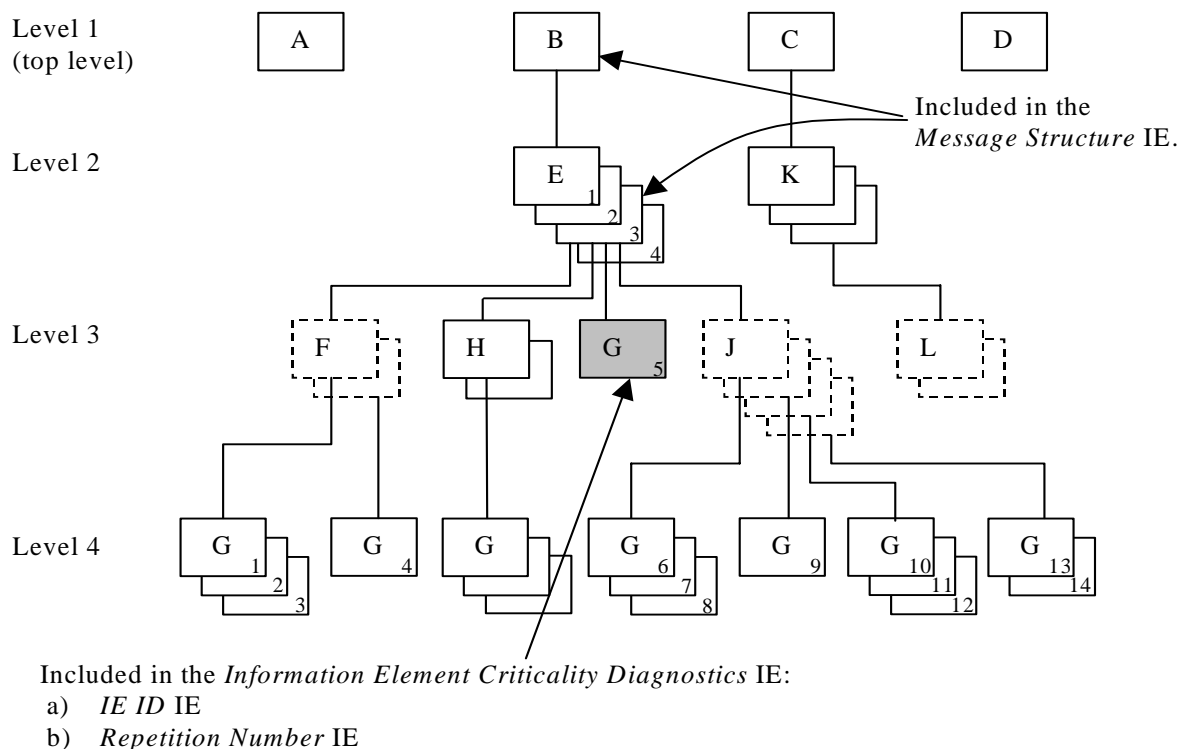 Level 1
(top level)
A
B
C
D
Included in the
Message Structure IE.
Level 2
E
1
2
3
4
K
Level 3
F
H
G
5
J
L
Level 4
G
1
2
3
G
4
G
G
6
7
8
G
9
G
10
11
12
G
13
14
Included in the Information Element Criticality Diagnostics IE:
a) IE ID IE
b) Repetition Number IE